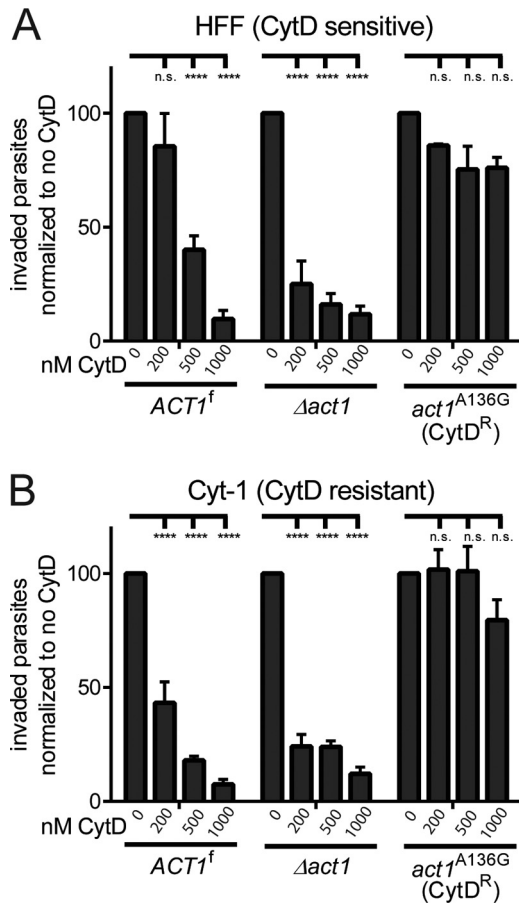 A
HFF (CytD sensitive)
n.s. **** **** **** **** **** n.s. n.s. n.s.
invaded parasites
normalized to no CytD
100
50
0
nM CytD
0 200 500 1000 0 200 500 1000 0 200 500 1000
ACT1f Δact1 act1A136G
(CytDR)
B
Cyt-1 (CytD resistant)
**** **** **** **** **** **** n.s. n.s. n.s.
invaded parasites
normalized to no CytD
100
50
0
nM CytD
0 200 500 1000 0 200 500 1000 0 200 500 1000
ACT1f Δact1 act1A136G
(CytDR)